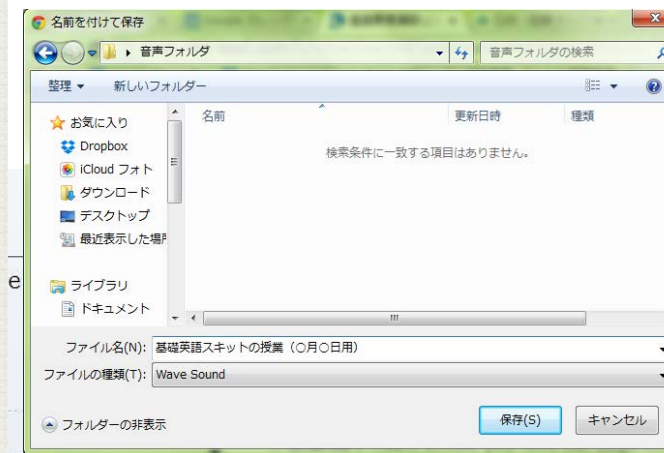 名前を付けて保存
音声フォルダ
音声フォルダの検索
整理 新しいフォルダー
名前 更新日時 種類
検索条件に一致する項目はありません。
お気に入り
Dropbox
iCloud フォト
ダウンロード
デスクトップ
最近表示した場所
ライブラリ
ドキュメント
e
ファイル名(N): 基礎英語スキットの授業（○月○日用）
ファイルの種類(T): Wave Sound
フォルダーの非表示
保存(S) キャンセル